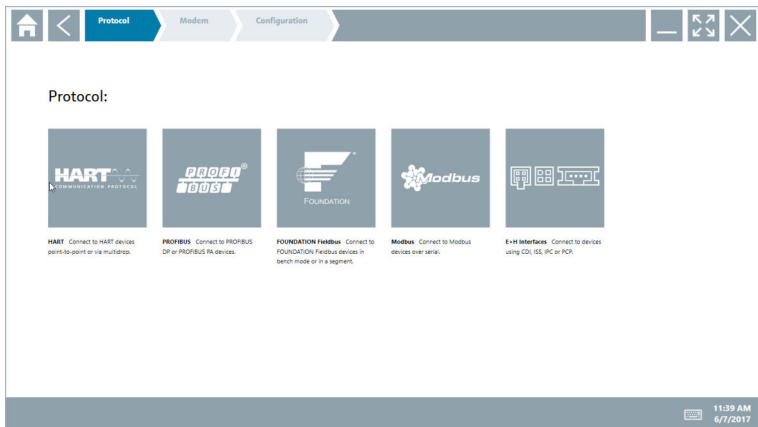 Protocol
Modem
Configuration
Protocol:
HART
COMMUNICATION PROTOCOL
PROFI
BUS
FOUNDATION
Modbus
HART Connect to HART devices
point-to-point or via multidrop.
PROFIBUS Connect to PROFIBUS
DP or PROFIBUS PA devices.
FOUNDATION Fieldbus Connect to
FOUNDATION Fieldbus devices in
bench mode or in a segment.
Modbus Connect to Modbus
devices over serial.
E+H Interfaces Connect to devices
using CDI, ISS, IPC or PCP.
11:39 AM
6/7/2017